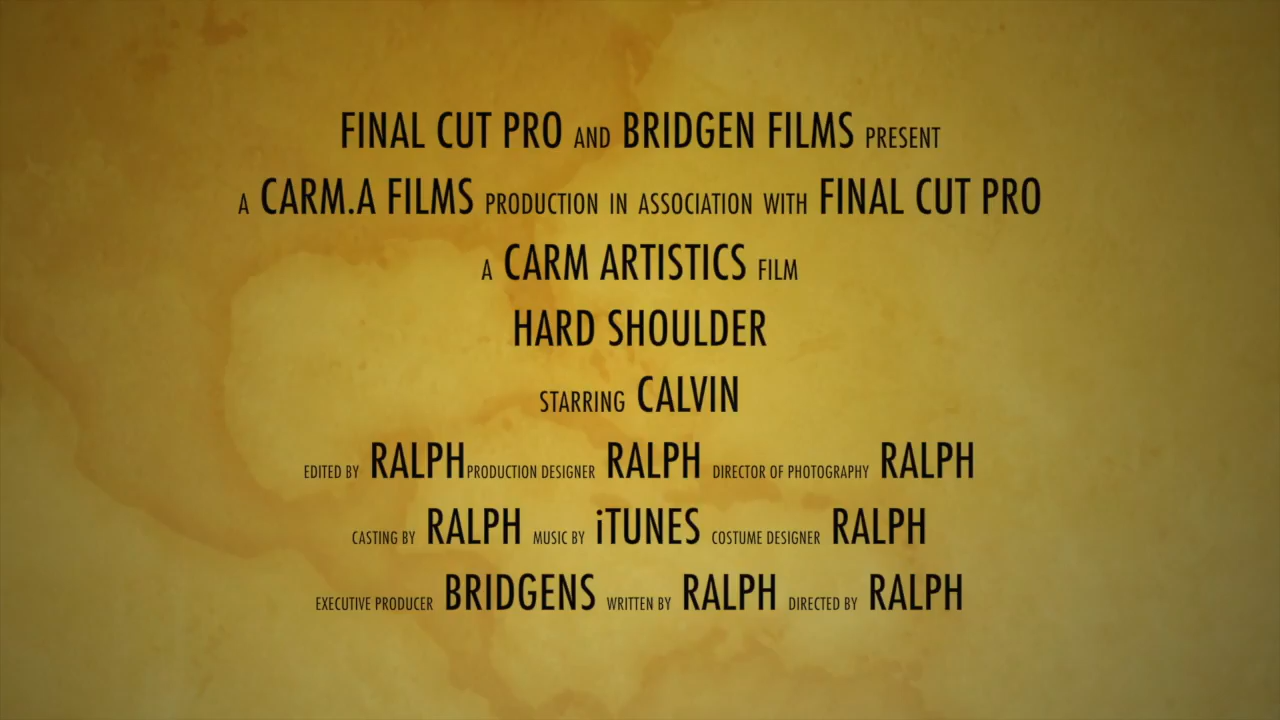 FINAL CUT PRO AND BRIDGEN FILMS PRESENT
A CARM.A FILMS PRODUCTION IN ASSOCIATION WITH FINAL CUT PRO
A CARM ARTISTICS FILM
HARD SHOULDER
STARRING CALVIN
EDITED BY RALPH PRODUCTION DESIGNER RALPH DIRECTOR OF PHOTOGRAPHY RALPH
CASTING BY RALPH MUSIC BY iTUNES COSTUME DESIGNER RALPH
EXECUTIVE PRODUCER BRIDGENS WRITTEN BY RALPH DIRECTED BY RALPH